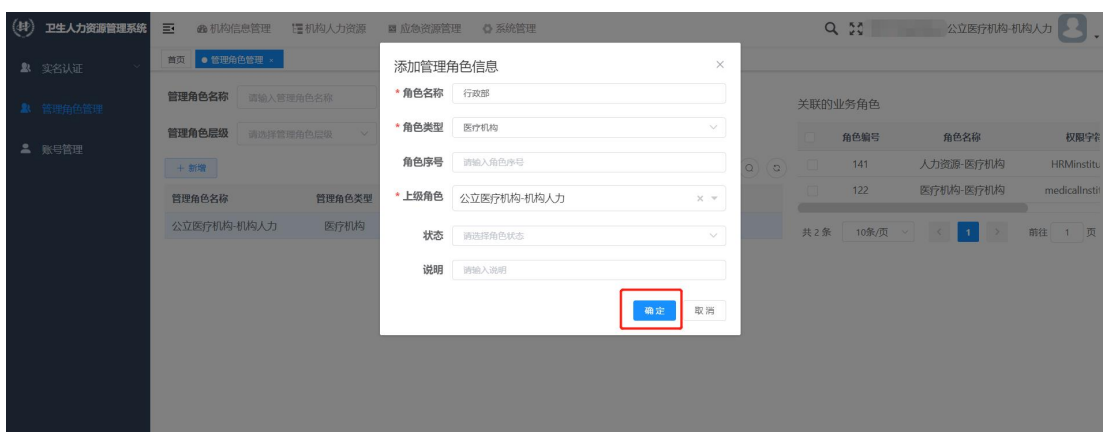 卫生人力资源管理系统
机构信息管理 机构人力资源 应急资源管理 系统管理
公立医疗机构-机构人力
实名认证
管理角色管理
账号管理
首页 管理角色管理 ×
管理角色名称 请输入管理角色名称
管理角色层级 请选择管理角色层级
+ 新增
管理角色名称 管理角色类型
公立医疗机构-机构人力 医疗机构
添加管理角色信息 ×
* 角色名称 行政部
* 角色类型 医疗机构
角色序号 请输入角色序号
* 上级角色 公立医疗机构-机构人力 ×
状态 请选择角色状态
说明 请输入说明
确定 取消
关联的业务角色
角色编号 角色名称 权限字
141 人力资源-医疗机构 HRMinstitu
122 医疗机构-医疗机构 medicalInsti
共 2 条 10条/页 < 1 > 前往 1 页